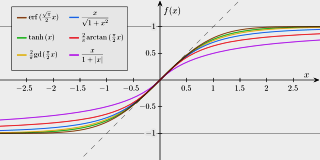 f(x)
erf(√π/2 x) x/√(1+x²)
tanh(x) 2/π arctan(π/2 x)
2/π gd(π/2 x) x/(1+|x|)
1
0.5
x
−2.5 −2 −1.5 −1 −0.5 0 0.5 1 1.5 2 2.5
−0.5
−1